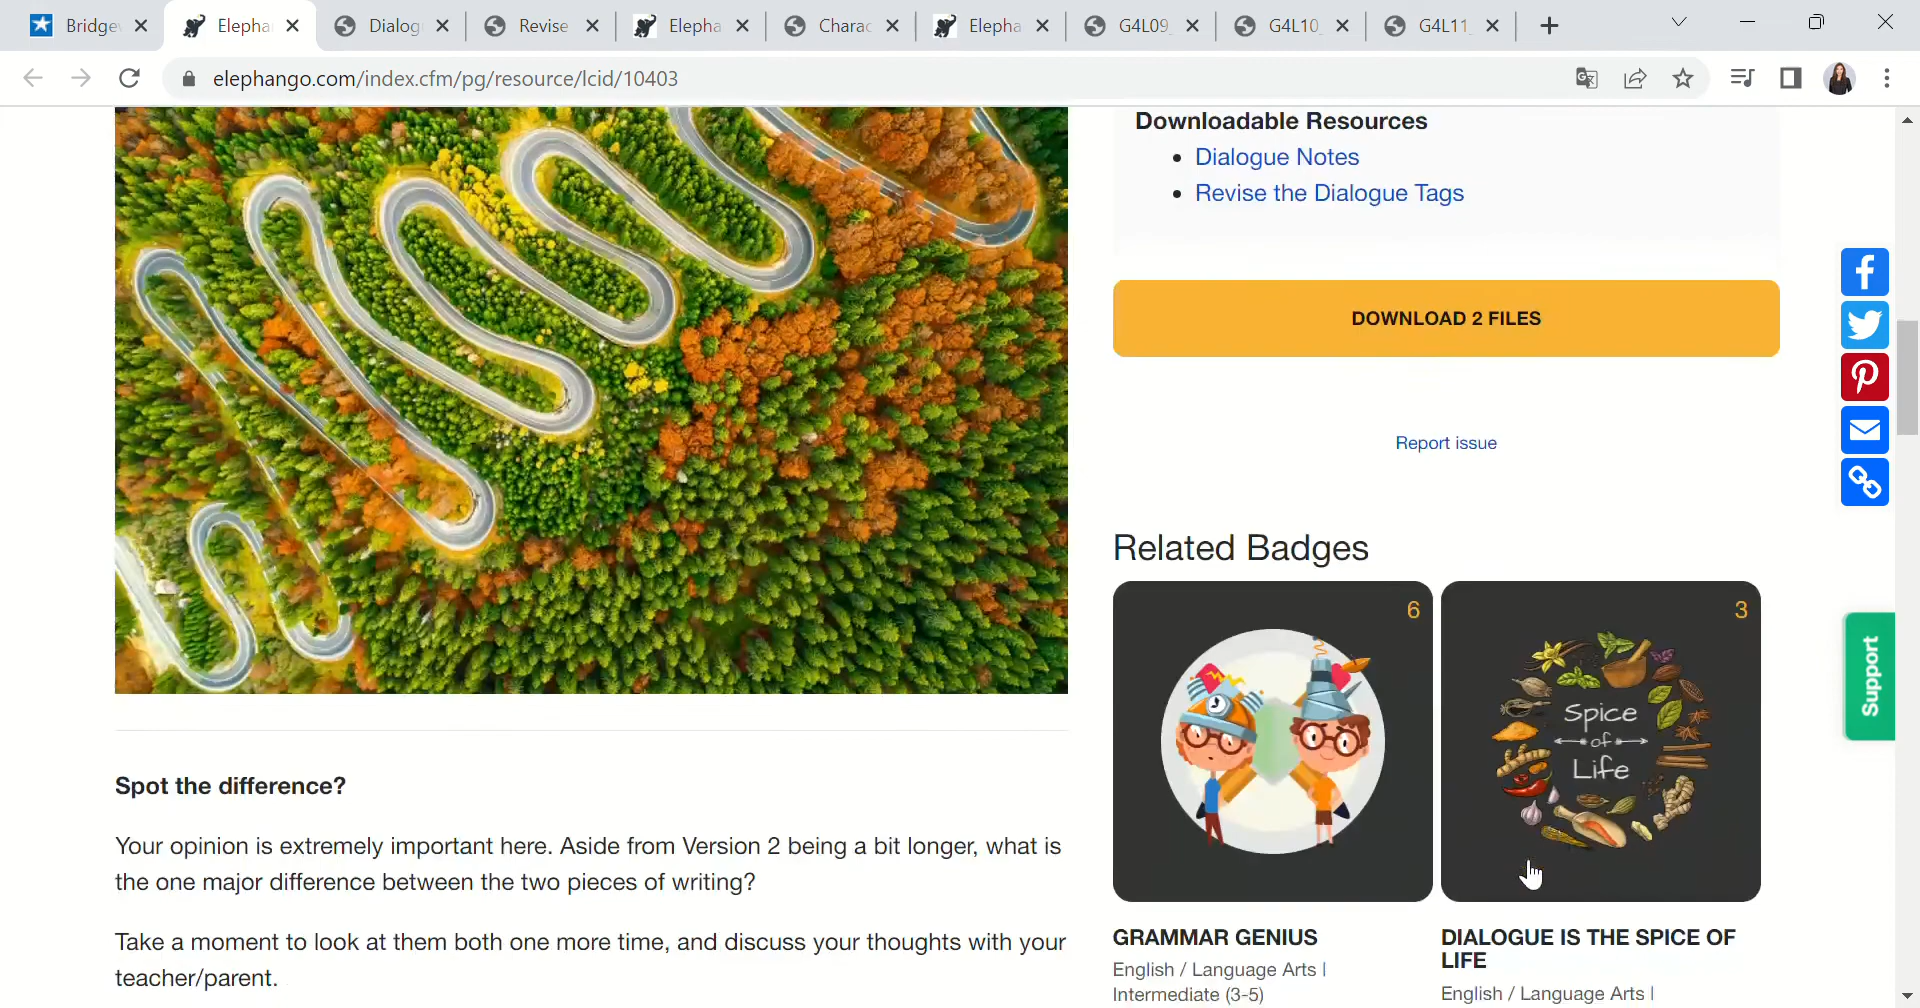 Bridge
Elepha
Dialog
Revise
Elepha
Charac
Elepha
G4L09_
G4L10_
G4L11_
elephango.com/index.cfm/pg/resource/lcid/10403
Downloadable Resources
Dialogue Notes
Revise the Dialogue Tags
DOWNLOAD 2 FILES
Report issue
Related Badges
6
3
Spice
of
Life
Support
Spot the difference?
Your opinion is extremely important here. Aside from Version 2 being a bit longer, what is
the one major difference between the two pieces of writing?
Take a moment to look at them both one more time, and discuss your thoughts with your
teacher/parent.
GRAMMAR GENIUS
English / Language Arts |
Intermediate (3-5)
DIALOGUE IS THE SPICE OF
LIFE
English / Language Arts |